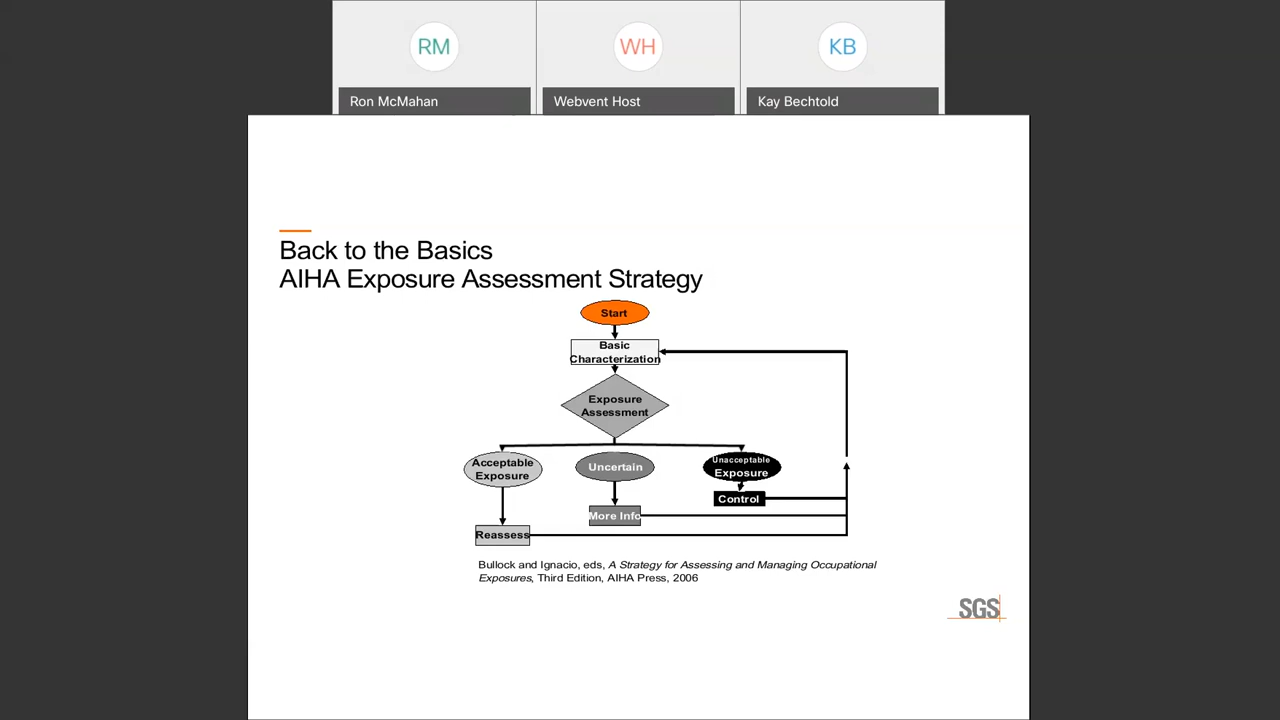 RM
WH
KB
Ron McMahan
Webvent Host
Kay Bechtold
Back to the Basics
AIHA Exposure Assessment Strategy
Start
Basic
Characterization
Exposure
Assessment
Acceptable
Exposure
Uncertain
Unacceptable
Exposure
Control
More Info
Reassess
Bullock and Ignacio, eds, A Strategy for Assessing and Managing Occupational
Exposures, Third Edition, AIHA Press, 2006
SGS